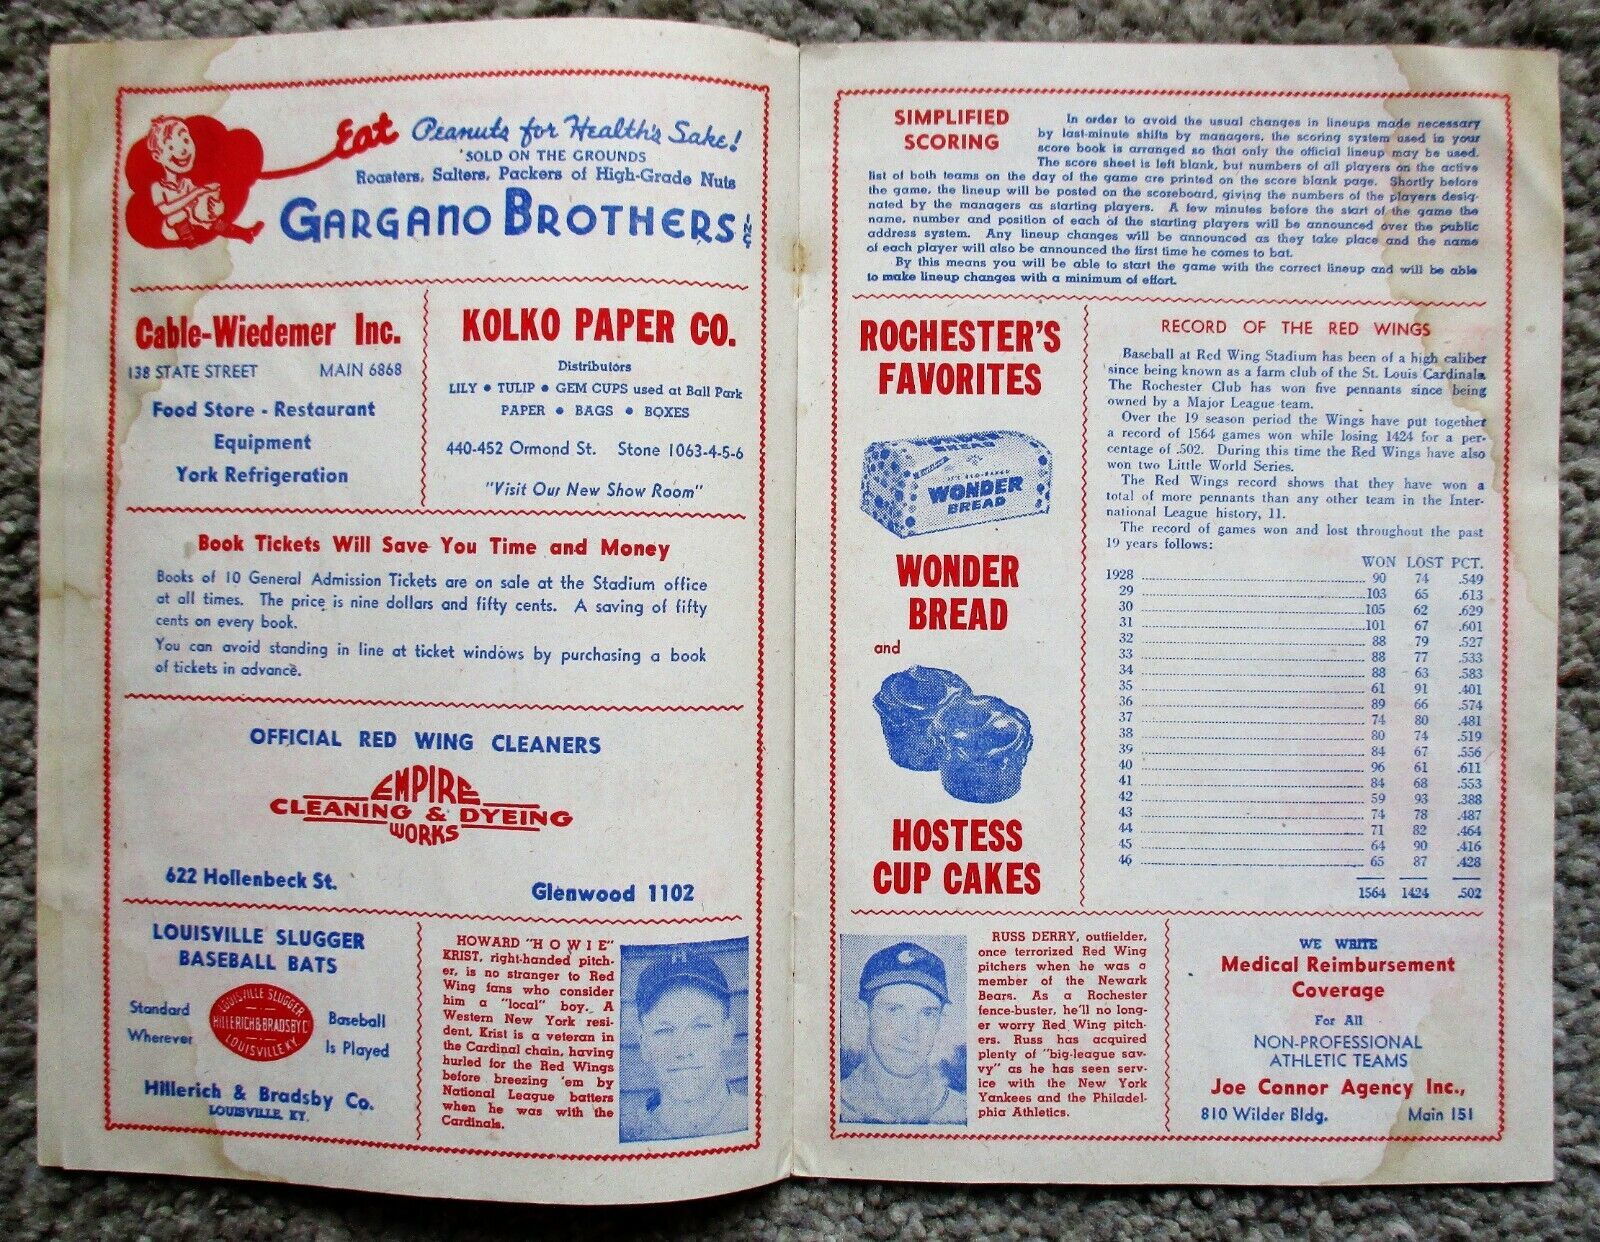 Eat Peanuts for Health's Sake!
SOLD ON THE GROUNDS
Roasters, Salters, Packers of High-Grade Nuts
GARGANO BROTHERS INC
Cable-Wiedemer Inc.
138 STATE STREET MAIN 6868
Food Store - Restaurant
Equipment
York Refrigeration
KOLKO PAPER CO.
Distributors
LILY • TULIP • GEM CUPS used at Ball Park
PAPER • BAGS • BOXES
440-452 Ormond St. Stone 1063-4-5-6
"Visit Our New Show Room"
Book Tickets Will Save You Time and Money
Books of 10 General Admission Tickets are on sale at the Stadium office
at all times. The price is nine dollars and fifty cents. A saving of fifty
cents on every book.
You can avoid standing in line at ticket windows by purchasing a book
of tickets in advance.
OFFICIAL RED WING CLEANERS
EMPIRE
CLEANING & DYEING
WORKS
622 Hollenbeck St. Glenwood 1102
LOUISVILLE SLUGGER
BASEBALL BATS
Standard
Wherever
LOUISVILLE SLUGGER
HILLERICH & BRADSBY Co
LOUISVILLE KY.
Baseball
Is Played
Hillerich & Bradsby Co.
LOUISVILLE, KY.
HOWARD "HOWIE"
KRIST, right-handed pitch-
er, is no stranger to Red
Wing fans who consider
him a "local" boy. A
Western New York resi-
dent, Krist is a veteran in
the Cardinal chain, having
hurled for the Red Wings
before breezing 'em by
National League batters
when he was with the
Cardinals.
SIMPLIFIED
SCORING
In order to avoid the usual changes in lineups made necessary
by last-minute shifts by managers, the scoring system used in your
score book is arranged so that only the official lineup may be used.
The score sheet is left blank, but numbers of all players on the active
list of both teams on the day of the game are printed on the score blank page. Shortly before
the game, the lineup will be posted on the scoreboard, giving the numbers of the players desig-
nated by the managers as starting players. A few minutes before the start of the game the
name, number and position of each of the starting players will be announced over the public
address system. Any lineup changes will be announced as they take place and the name
of each player will also be announced the first time he comes to bat.
By this means you will be able to start the game with the correct lineup and will be able
to make lineup changes with a minimum of effort.
ROCHESTER'S
FAVORITES
WONDER
BREAD
WONDER
BREAD
and
HOSTESS
CUP CAKES
RECORD OF THE RED WINGS
Baseball at Red Wing Stadium has been of a high caliber
since being known as a farm club of the St. Louis Cardinals.
The Rochester Club has won five pennants since being
owned by a Major League team.
Over the 19 season period the Wings have put together
a record of 1564 games won while losing 1424 for a per-
centage of .502. During this time the Red Wings have also
won two Little World Series.
The Red Wings record shows that they have won a
total of more pennants than any other team in the Inter-
national League history, 11.
The record of games won and lost throughout the past
19 years follows:
WON LOST PCT.
1928 90 74 .549
29 103 65 .613
30 105 62 .629
31 101 67 .601
32 88 79 .527
33 88 77 .533
34 88 63 .583
35 61 91 .401
36 89 66 .574
37 74 80 .481
38 80 74 .519
39 84 67 .556
40 96 61 .611
41 84 68 .553
42 59 93 .388
43 74 78 .487
44 71 82 .464
45 64 90 .416
46 65 87 .428
1564 1424 .502
RUSS DERRY, outfielder,
once terrorized Red Wing
pitchers when he was a
member of the Newark
Bears. As a Rochester
fence-buster, he'll no long-
er worry Red Wing pitch-
ers. Russ has acquired
plenty of "big-league sav-
vy" as he has seen serv-
ice with the New York
Yankees and the Philadel-
phia Athletics.
WE WRITE
Medical Reimbursement
Coverage
For All
NON-PROFESSIONAL
ATHLETIC TEAMS
Joe Connor Agency Inc.,
810 Wilder Bldg. Main 151